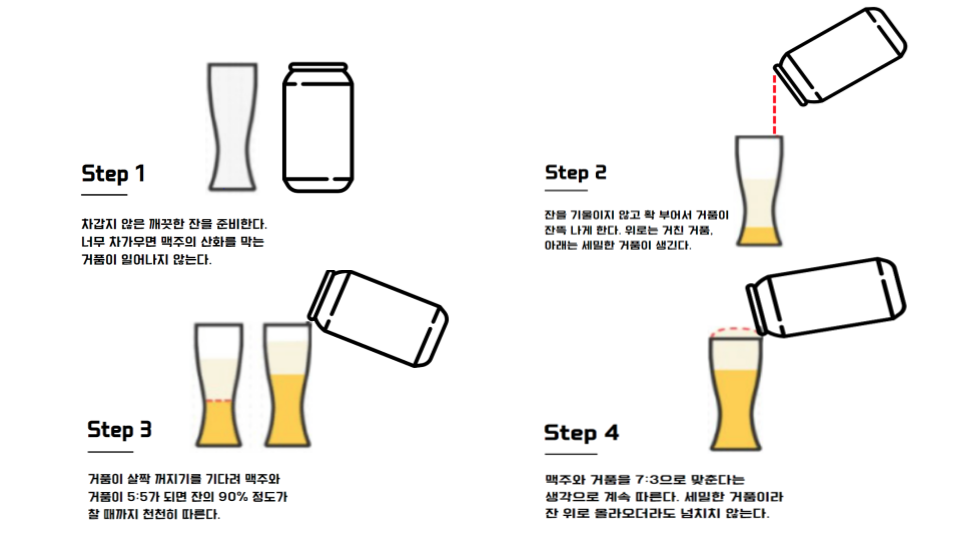 Step 1
차갑지 않은 깨끗한 잔을 준비한다.
너무 차가우면 맥주의 산화를 막는
거품이 일어나지 않는다.
Step 2
잔을 기울이지 않고 확 부어서 거품이
잔뜩 나게 한다. 위로는 거친 거품,
아래는 세밀한 거품이 생긴다.
Step 3
거품이 살짝 꺼지기를 기다려 맥주와
거품이 5:5가 되면 잔의 90% 정도가
찰 때까지 천천히 따른다.
Step 4
맥주와 거품을 7:3으로 맞춘다는
생각으로 계속 따른다. 세밀한 거품이라
잔 위로 올라오더라도 넘치지 않는다.